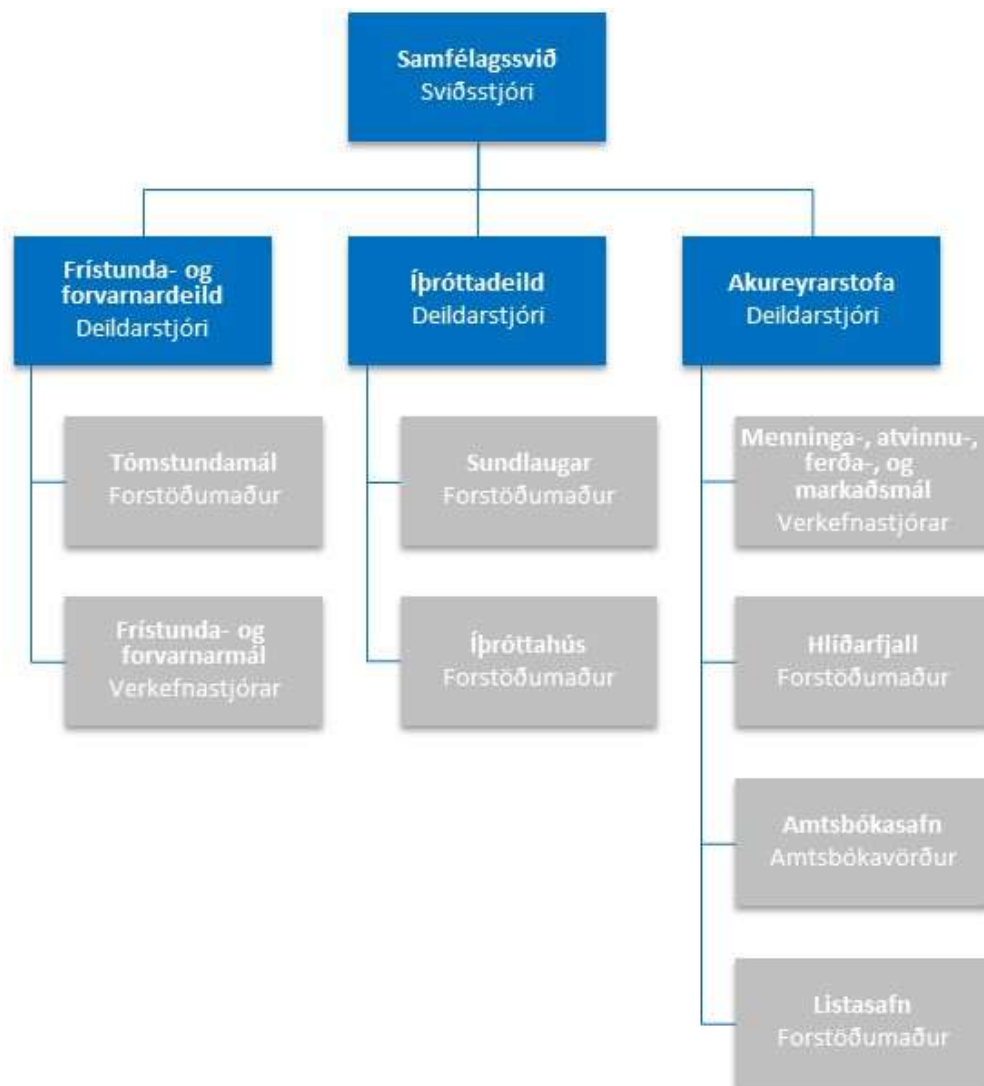 Samfélagssvið
Sviðsstjóri
Frístunda- og
forvarnardeild
Deildarstjóri
Íþróttadeild
Deildarstjóri
Akureyrarstofa
Deildarstjóri
Tómstundamál
Forstöðumaður
Frístunda- og
forvarnarmál
Verkefnastjórar
Sundlaugar
Forstöðumaður
Íþróttahús
Forstöðumaður
Menninga-, atvinnu-,
ferða-, og
markaðsmál
Verkefnastjórar
Hlíðarfjall
Forstöðumaður
Amtsbókasafn
Amtsbókavörður
Listasafn
Forstöðumaður